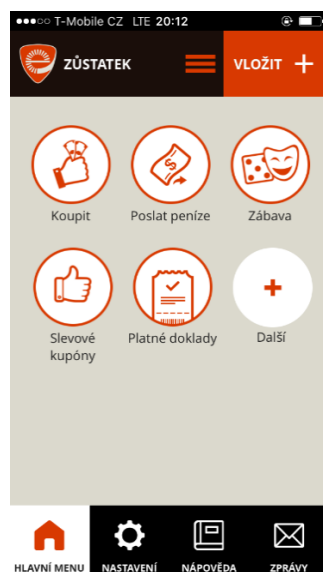 T-Mobile CZ LTE 20:12
ZŮSTATEK
VLOŽIT +
Koupit
Poslat peníze
Zábava
Slevové
kupóny
Platné doklady
Další
HLAVNÍ MENU
NASTAVENÍ
NÁPOVĚDA
ZPRÁVY